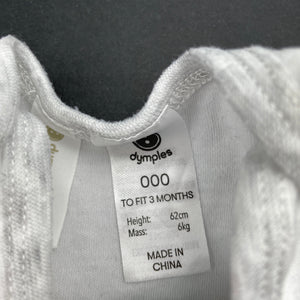 dymples
000
TO FIT 3 MONTHS
Height: 62cm
Mass: 6kg
MADE IN
CHINA